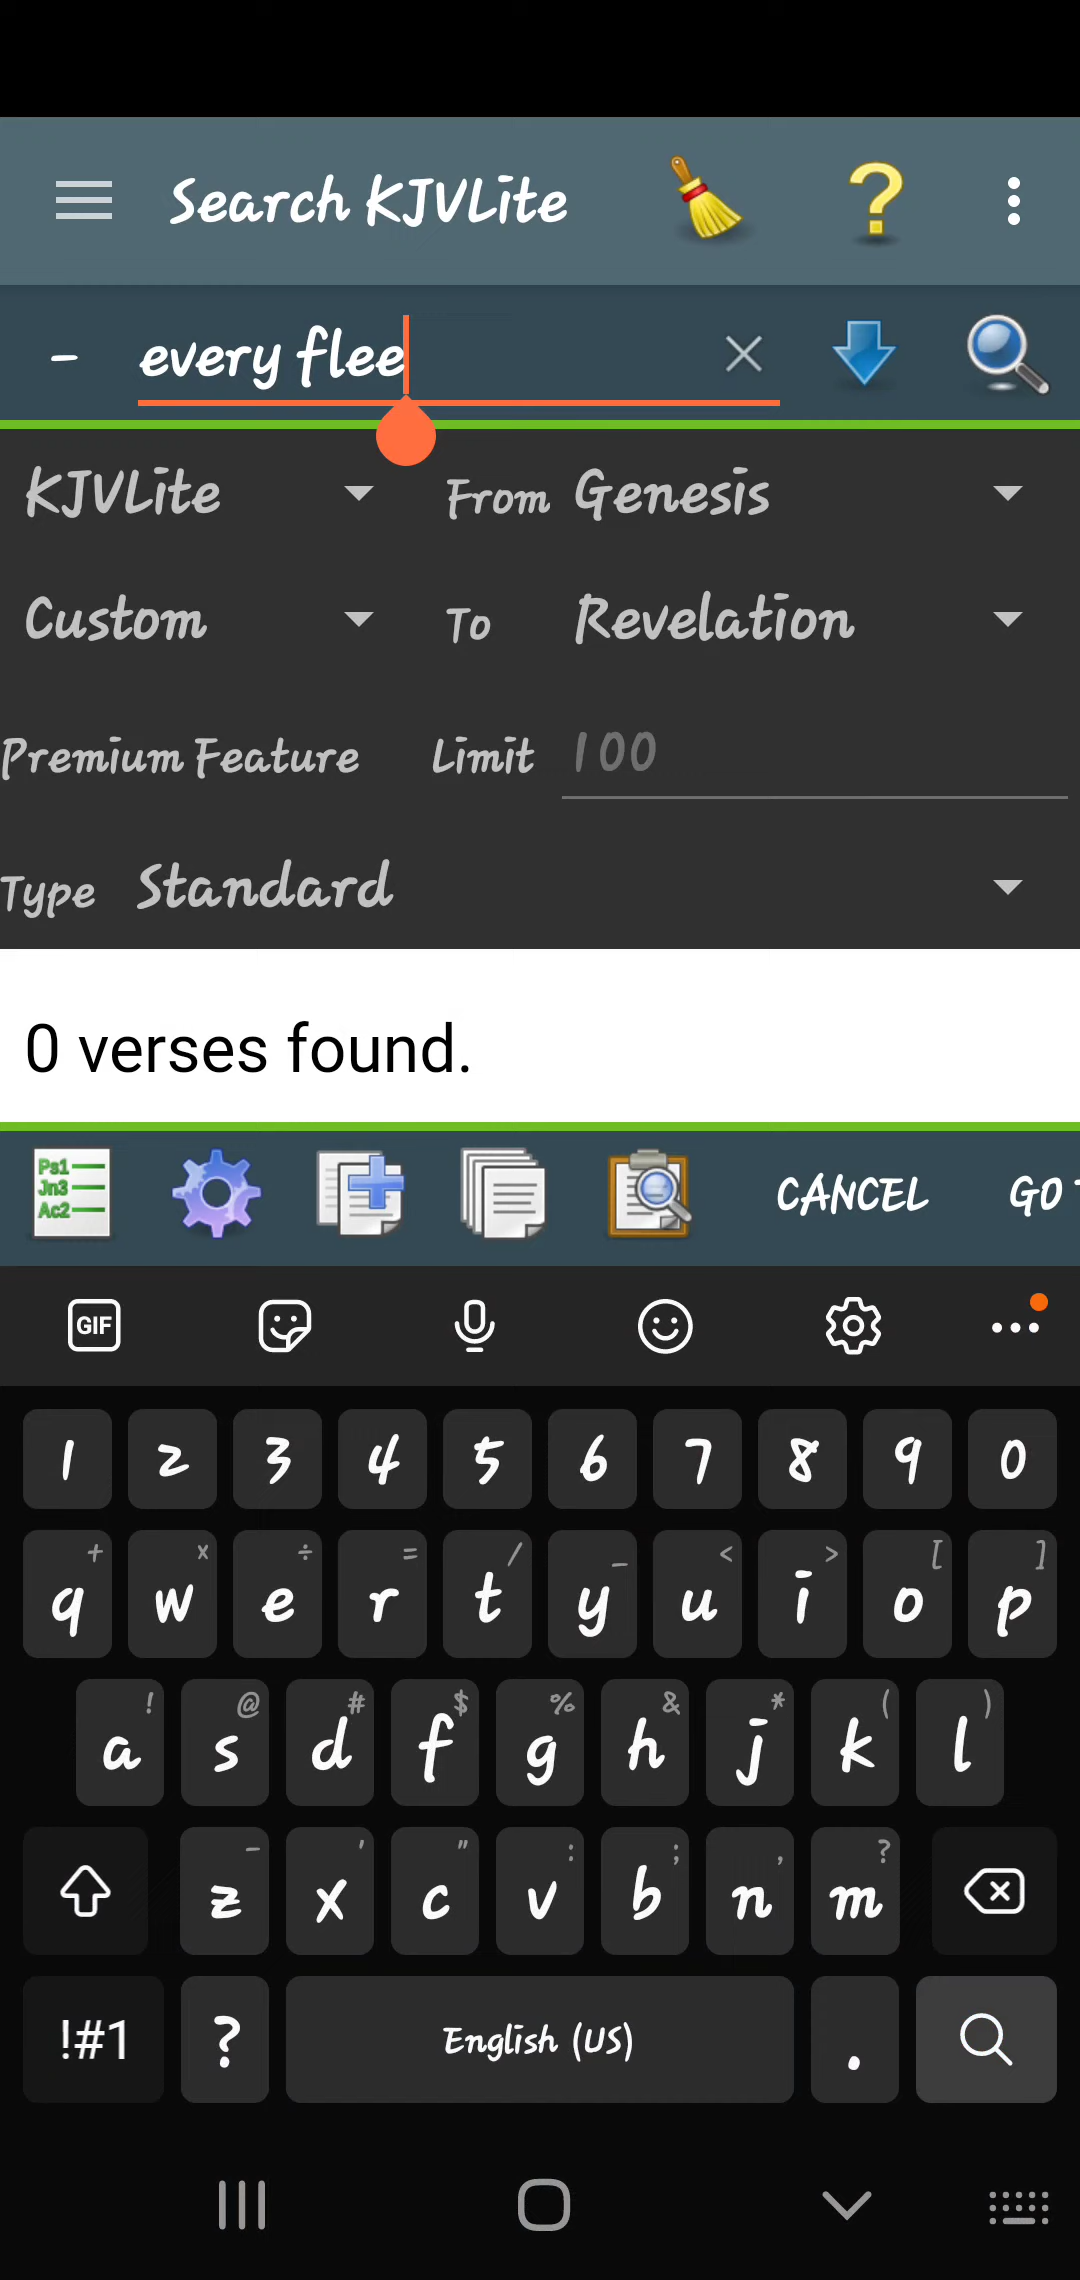 Search KJVLite
?
- every flee
KJVLite From Genesis
Custom To Revelation
Premium Feature Limit 100
Type Standard
0 verses found.
Ps1
Jn3
Ac2
CANCEL GO T
GIF
1 2 3 4 5 6 7 8 9 0
+ × ÷ = / _ < > [ ]
q w e r t y u i o p
! @ # $ % & * ( )
a s d f g h j k l
- ' " : ; , ?
z x c v b n m
!#1 ? English (US) .